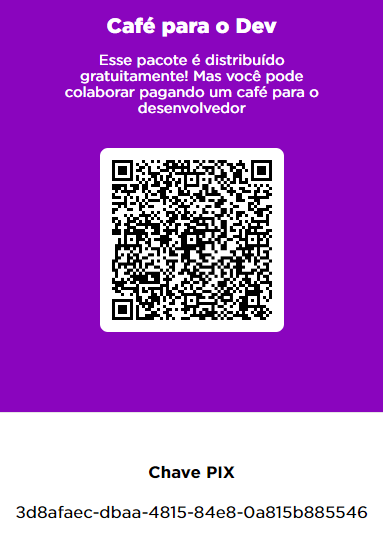 Café para o Dev
Esse pacote é distribuído
gratuitamente! Mas você pode
colaborar pagando um café para o
desenvolvedor
Chave PIX
3d8afaec-dbaa-4815-84e8-0a815b885546